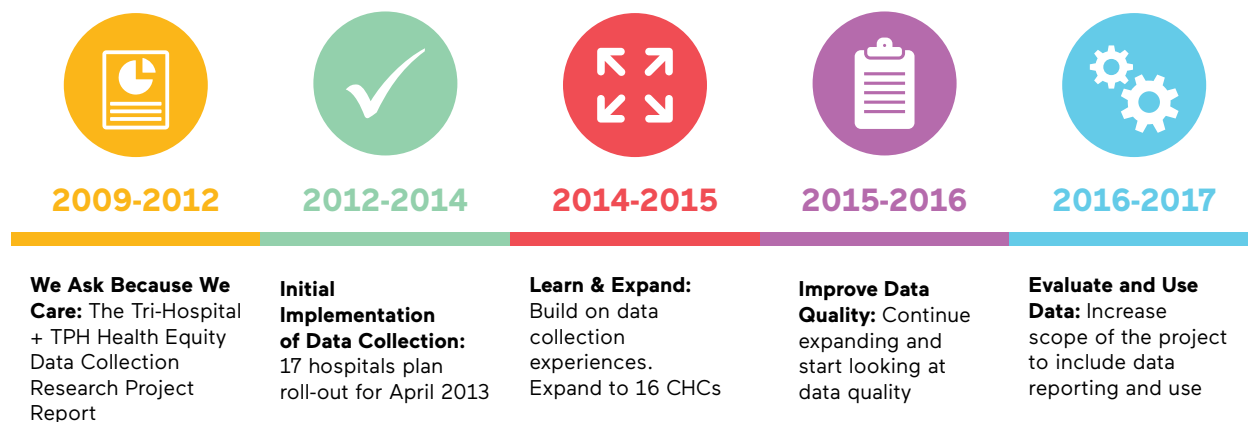 2009-2012
2012-2014
2014-2015
2015-2016
2016-2017
We Ask Because We
Care: The Tri-Hospital
+ TPH Health Equity
Data Collection
Research Project
Report
Initial
Implementation
of Data Collection:
17 hospitals plan
roll-out for April 2013
Learn & Expand:
Build on data
collection
experiences.
Expand to 16 CHCs
Improve Data
Quality: Continue
expanding and
start looking at
data quality
Evaluate and Use
Data: Increase
scope of the project
to include data
reporting and use